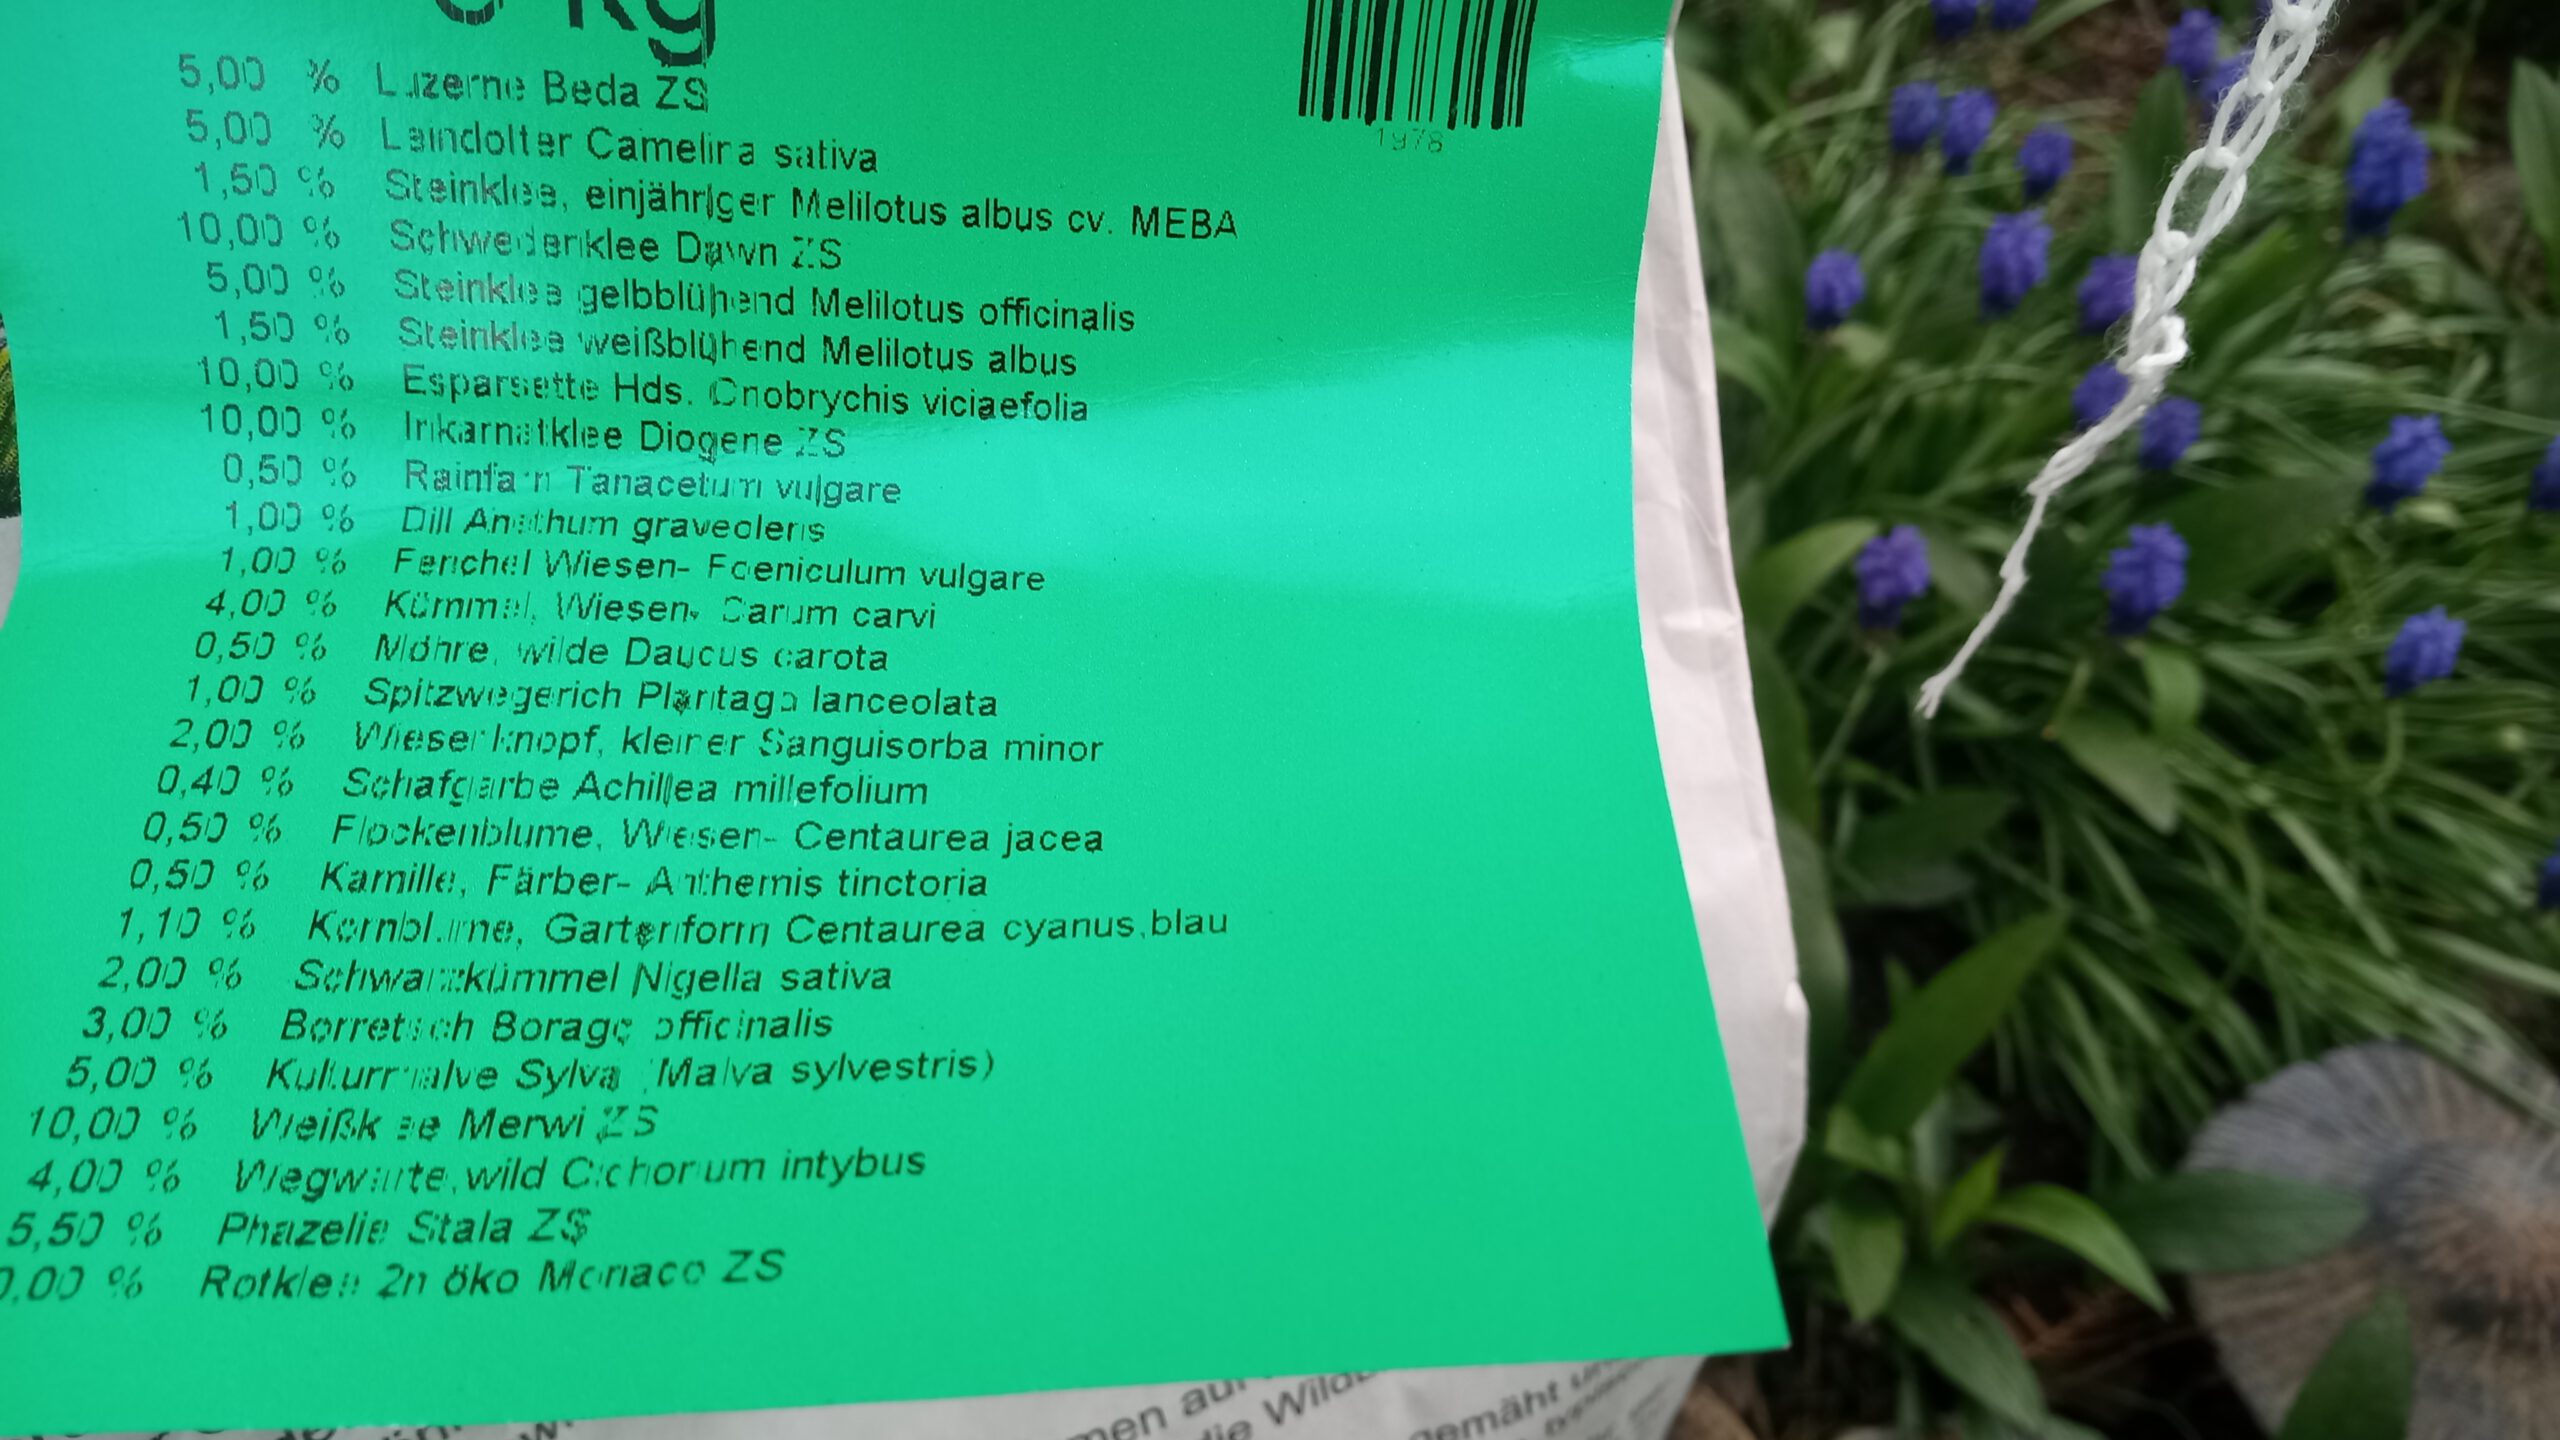 kg
1978
5,00 % Luzerne Beda ZS
5,00 % Leindotter Camelina sativa
1,50 % Steinklee, einjähriger Melilotus albus cv. MEBA
10,00 % Schwedenklee Dawn ZS
5,00 % Steinklee gelbblühend Melilotus officinalis
1,50 % Steinklee weißblühend Melilotus albus
10,00 % Esparsette Hds. Onobrychis viciaefolia
10,00 % Inkarnatklee Diogene ZS
0,50 % Rainfarn Tanacetum vulgare
1,00 % Dill Anethum graveolens
1,00 % Fenchel Wiesen- Foeniculum vulgare
4,00 % Kümmel, Wiesen- Carum carvi
0,50 % Möhre, wilde Daucus carota
1,00 % Spitzwegerich Plantago lanceolata
2,00 % Wiesenknopf, kleiner Sanguisorba minor
0,40 % Schafgarbe Achillea millefolium
0,50 % Flockenblume, Wiesen- Centaurea jacea
0,50 % Kamille, Färber- Anthemis tinctoria
1,10 % Kornblume, Gartenform Centaurea cyanus,blau
2,00 % Schwarzkümmel Nigella sativa
3,00 % Borretsch Borago officinalis
5,00 % Kulturmalve Sylva (Malva sylvestris)
10,00 % Weißklee Merwi ZS
4,00 % Wegwarte,wild Cichorium intybus
5,50 % Phazelie Stala ZS
0,00 % Rotklee 2n öko Monaco ZS
die
gemäht